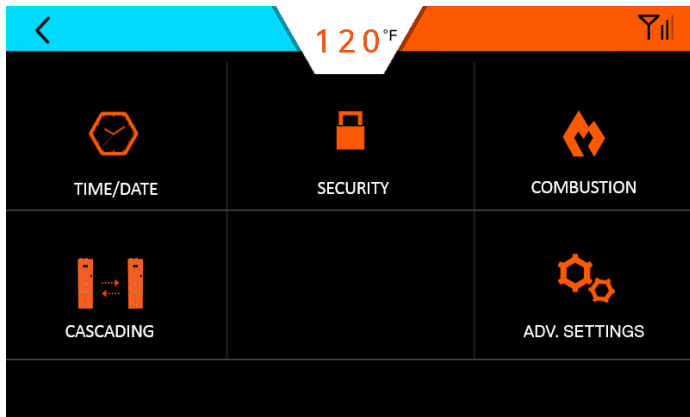 120°F
TIME/DATE
SECURITY
COMBUSTION
CASCADING
ADV. SETTINGS